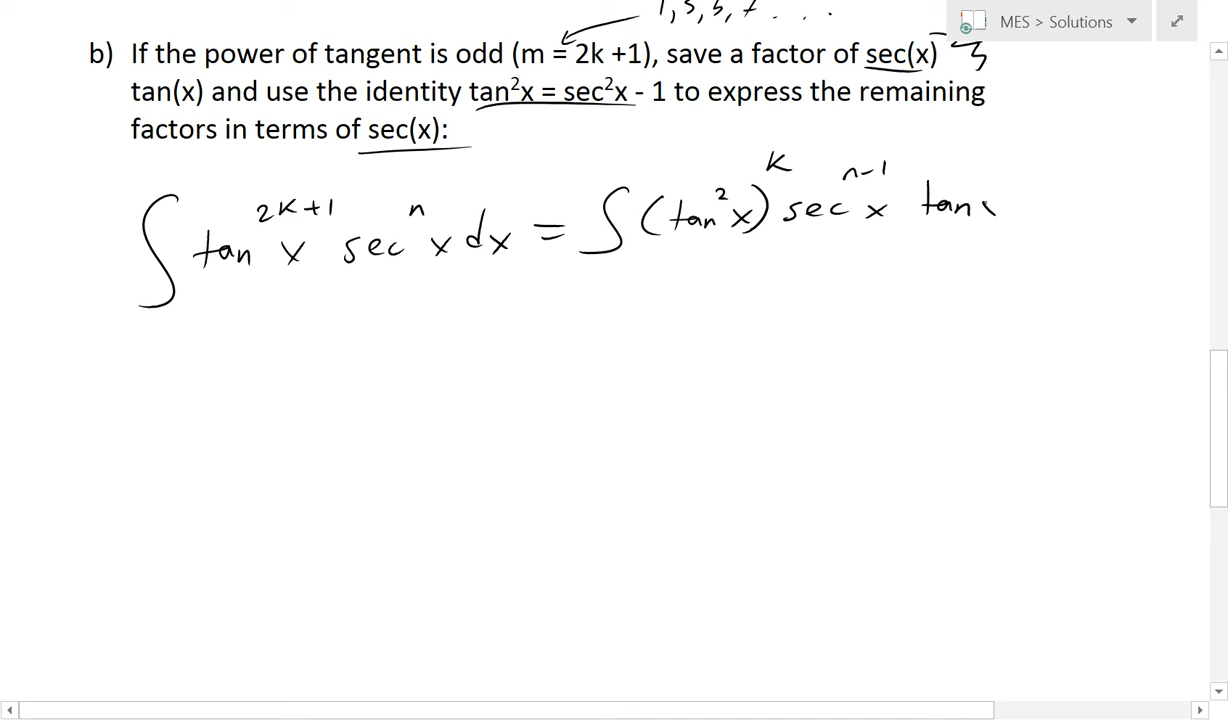 1, 3, 5, 7 . . . .
MES > Solutions
b) If the power of tangent is odd (m = 2k +1), save a factor of sec(x)
tan(x) and use the identity tan²x = sec²x - 1 to express the remaining
factors in terms of sec(x):
∫ tan^{2k+1} x sec^n x dx = ∫ (tan² x)^k sec^{n-1} x tan